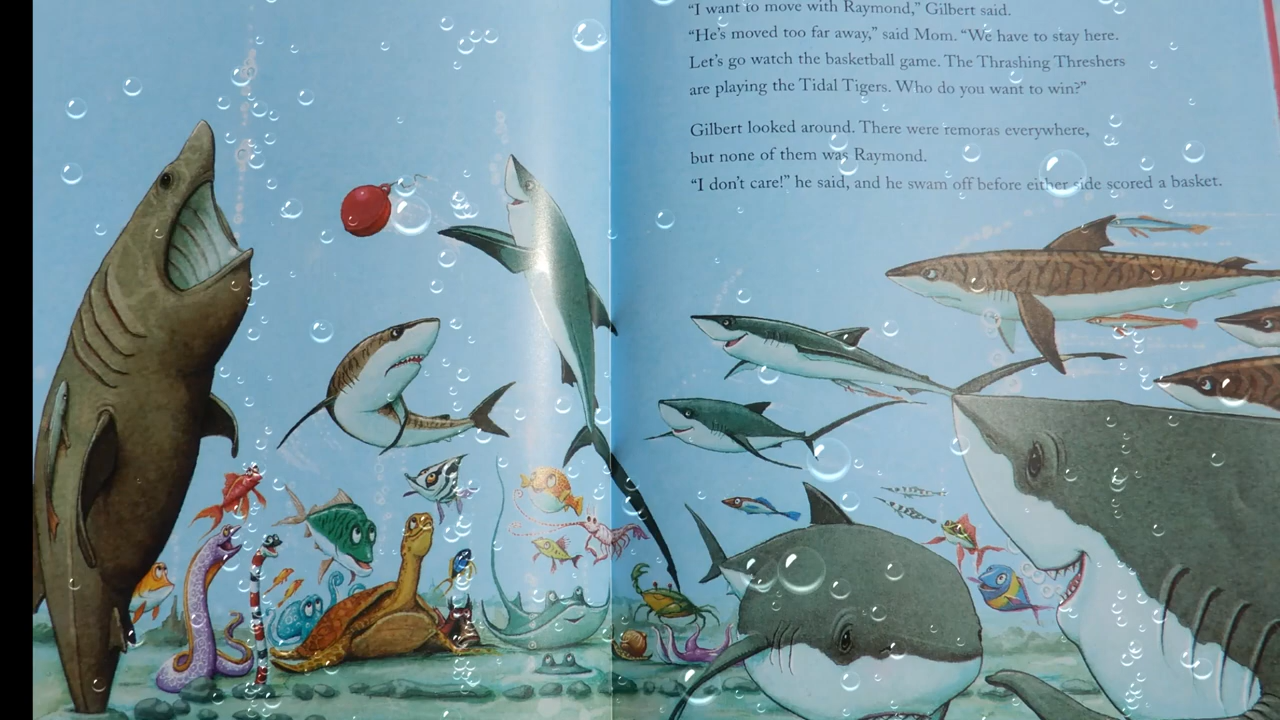 “I want to move with Raymond,” Gilbert said.
“He’s moved too far away,” said Mom. “We have to stay here.
Let’s go watch the basketball game. The Thrashing Threshers
are playing the Tidal Tigers. Who do you want to win?”
Gilbert looked around. There were remoras everywhere,
but none of them was Raymond.
“I don’t care!” he said, and he swam off before either side scored a basket.